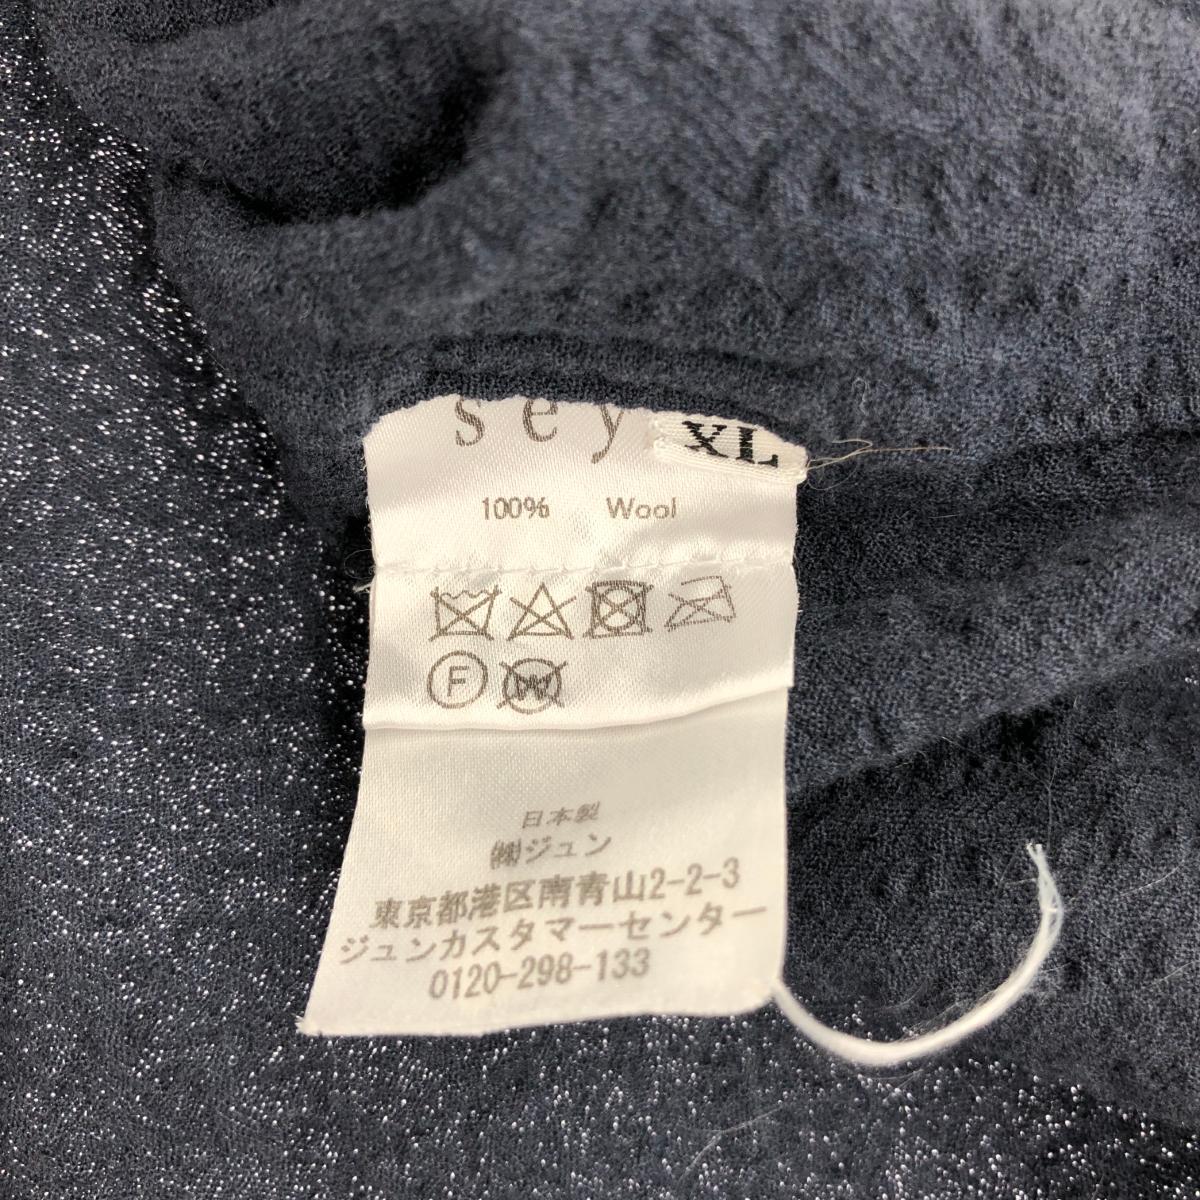 sey
XL
100% Wool
F
W
日本製
㈱ジュン
東京都港区南青山2-2-3
ジュンカスタマーセンター
0120-298-133